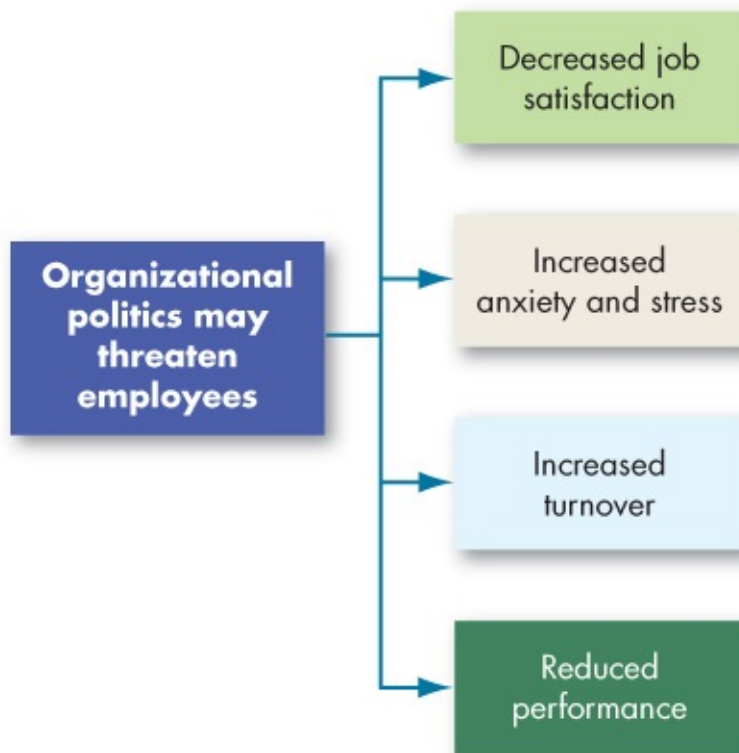 Organizational
politics may
threaten
employees
Decreased job
satisfaction
Increased
anxiety and stress
Increased
turnover
Reduced
performance